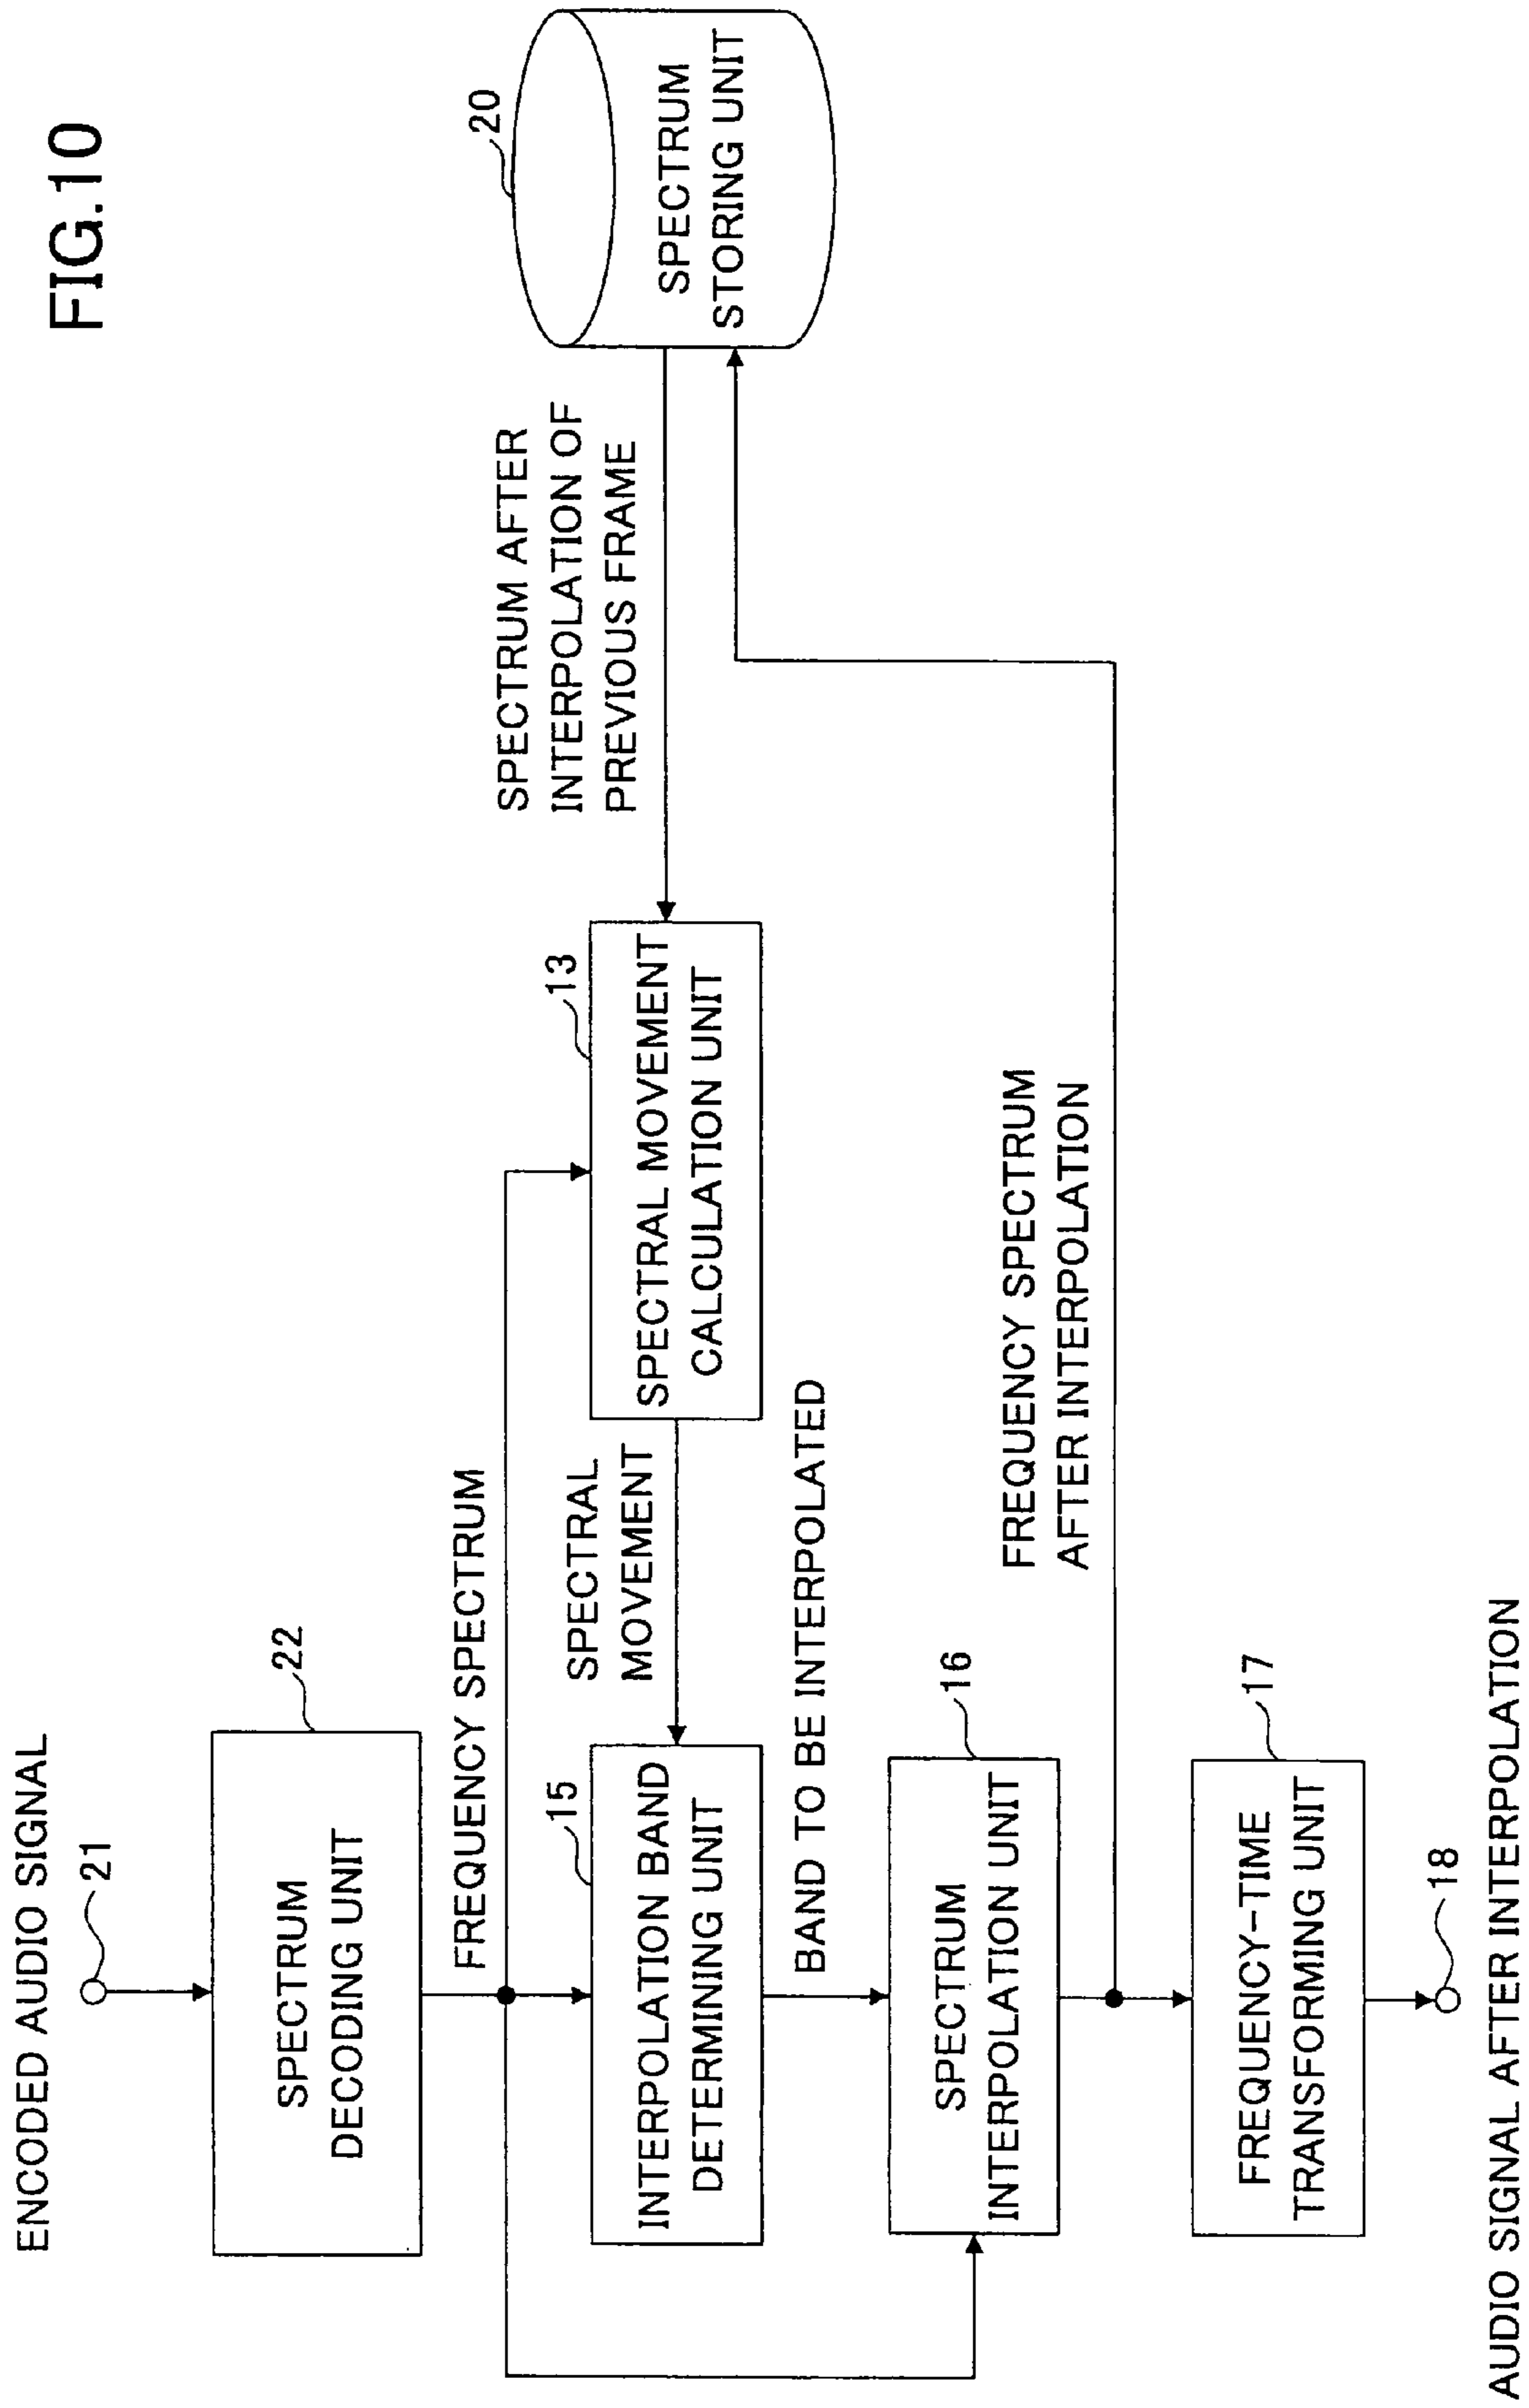 FIG.10
ENCODED AUDIO SIGNAL
21
SPECTRUM
DECODING UNIT
22
FREQUENCY SPECTRUM
INTERPOLATION BAND
DETERMINING UNIT
15
SPECTRAL
MOVEMENT
SPECTRAL MOVEMENT
CALCULATION UNIT
13
SPECTRUM AFTER
INTERPOLATION OF
PREVIOUS FRAME
SPECTRUM
STORING UNIT
20
BAND TO BE INTERPOLATED
SPECTRUM
INTERPOLATION UNIT
16
FREQUENCY SPECTRUM
AFTER INTERPOLATION
FREQUENCY-TIME
TRANSFORMING UNIT
17
18
AUDIO SIGNAL AFTER INTERPOLATION